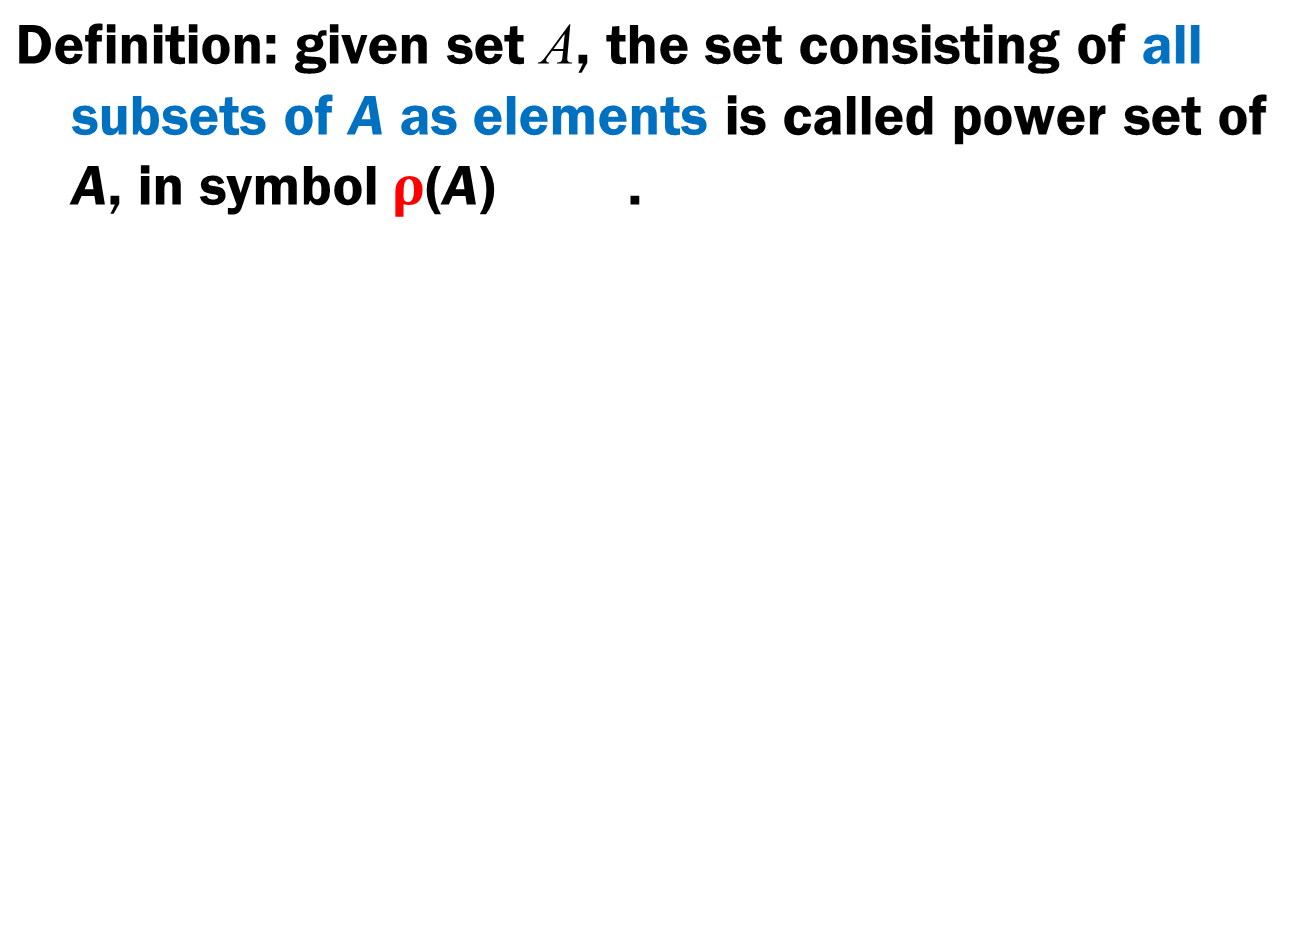 Definition: given set A, the set consisting of all
subsets of A as elements is called power set of
A, in symbol ρ(A) .